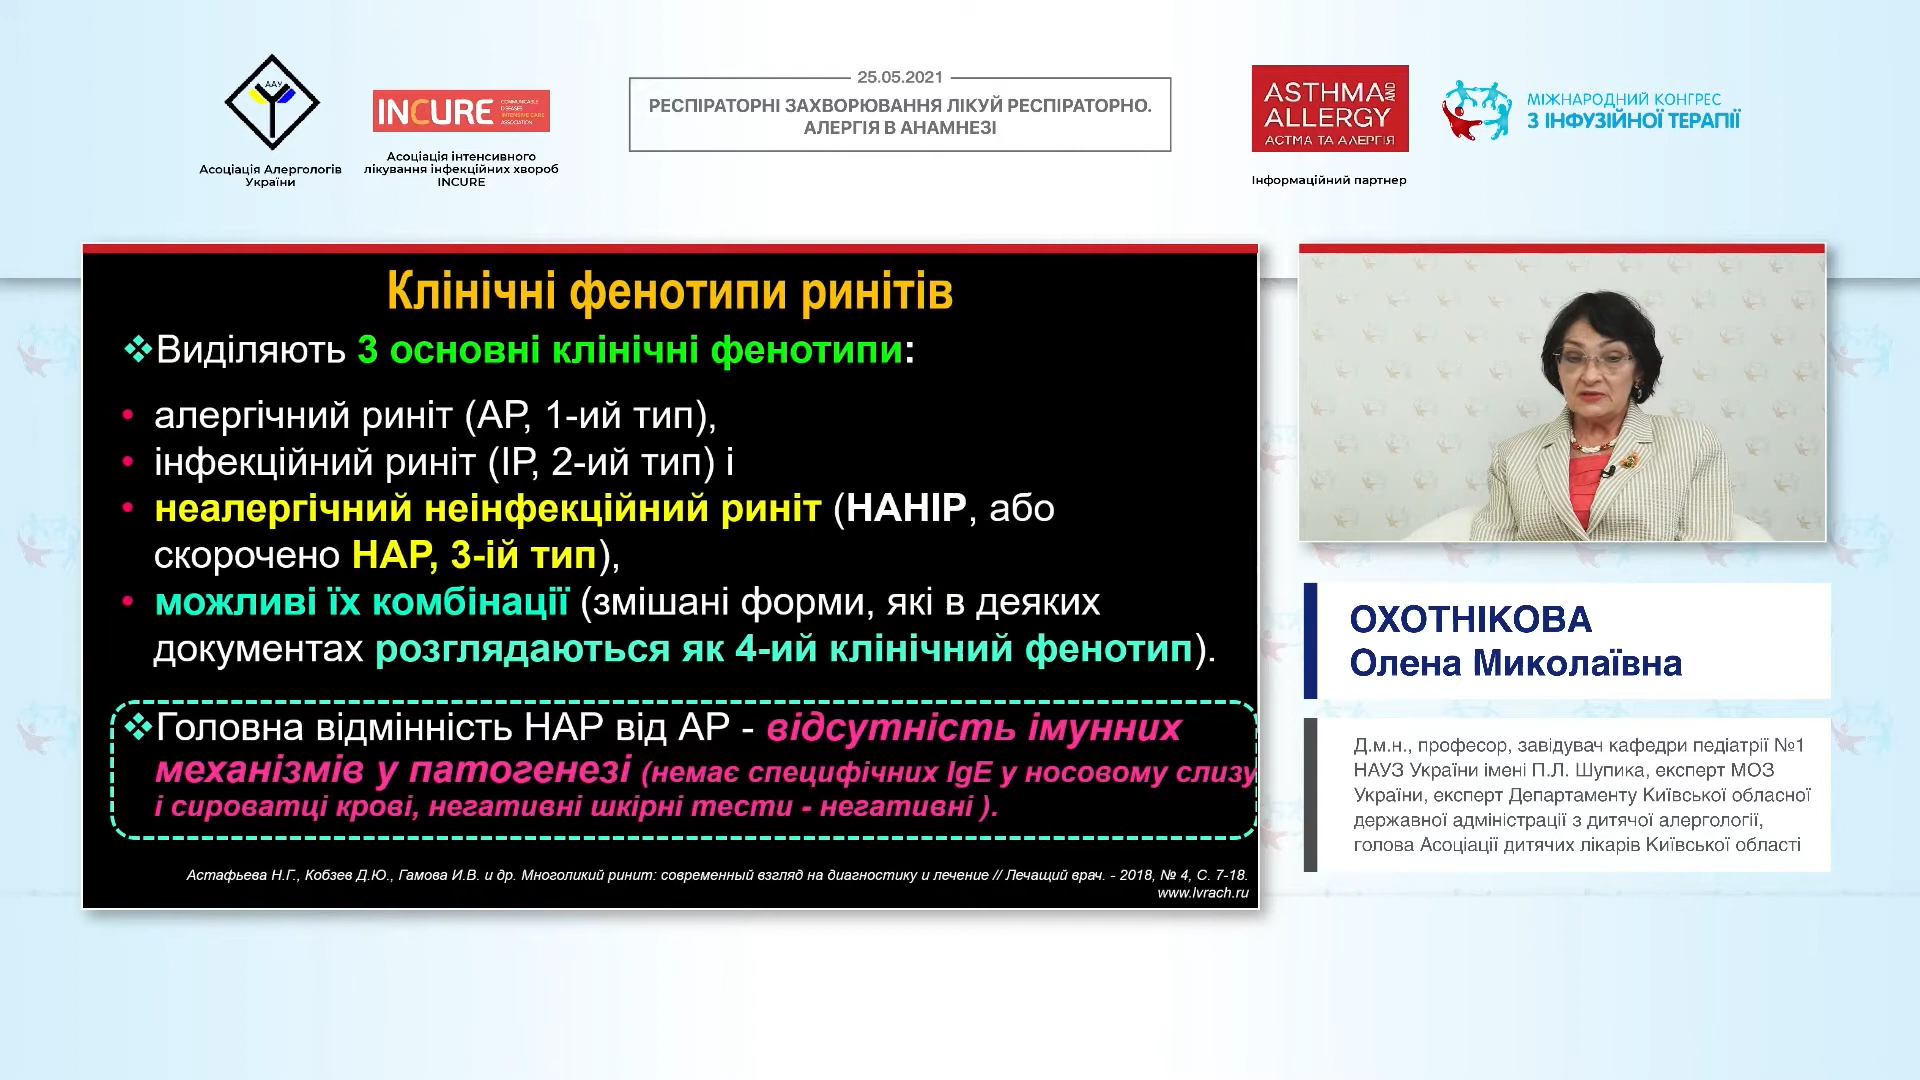 ААУ
Асоціація Алергологів
України
INCURE
COMMUNICABLE
DISEASES
INTENSIVE CARE
ASSOCIATION
Асоціація інтенсивного
лікування інфекційних хвороб
INCURE
25.05.2021
РЕСПІРАТОРНІ ЗАХВОРЮВАННЯ ЛІКУЙ РЕСПІРАТОРНО.
АЛЕРГІЯ В АНАМНЕЗІ
ASTHMA AND
ALLERGY
АСТМА ТА АЛЕРГІЯ
Інформаційний партнер
МІЖНАРОДНИЙ КОНГРЕС
З ІНФУЗІЙНОЇ ТЕРАПІЇ
Клінічні фенотипи ринітів
❖Виділяють 3 основні клінічні фенотипи:
• алергічний риніт (АР, 1-ий тип),
• інфекційний риніт (ІР, 2-ий тип) і
• неалергічний неінфекційний риніт (НАНІР, або
скорочено НАР, 3-ій тип),
• можливі їх комбінації (змішані форми, які в деяких
документах розглядаються як 4-ий клінічний фенотип).
❖Головна відмінність НАР від АР - відсутність імунних
механізмів у патогенезі (немає специфічних IgE у носовому слизу
і сироватці крові, негативні шкірні тести - негативні ).
Астафьева Н.Г., Кобзев Д.Ю., Гамова И.В. и др. Многоликий ринит: современный взгляд на диагностику и лечение // Лечащий врач. - 2018, № 4, С. 7-18.
www.lvrach.ru
ОХОТНІКОВА
Олена Миколаївна
Д.м.н., професор, завідувач кафедри педіатрії №1
НАУЗ України імені П.Л. Шупика, експерт МОЗ
України, експерт Департаменту Київської обласної
державної адміністрації з дитячої алергології,
голова Асоціації дитячих лікарів Київської області